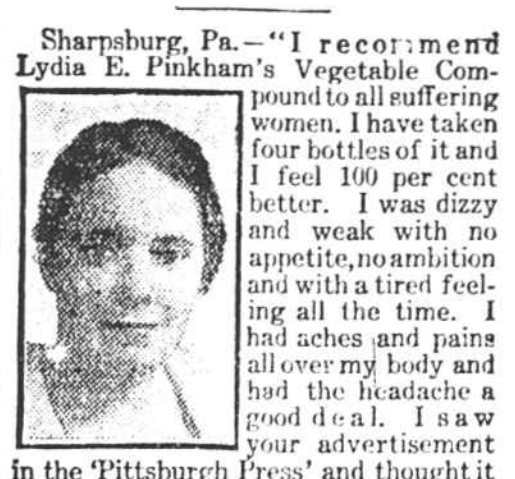 Sharpsburg, Pa.—"I recommend
Lydia E. Pinkham's Vegetable Com-
pound to all suffering
women. I have taken
four bottles of it and
I feel 100 per cent
better. I was dizzy
and weak with no
appetite, no ambition
and with a tired feel-
ing all the time. I
had aches and pains
all over my body and
had the headache a
good deal. I saw
your advertisement
in the 'Pittsburgh Press' and thought it